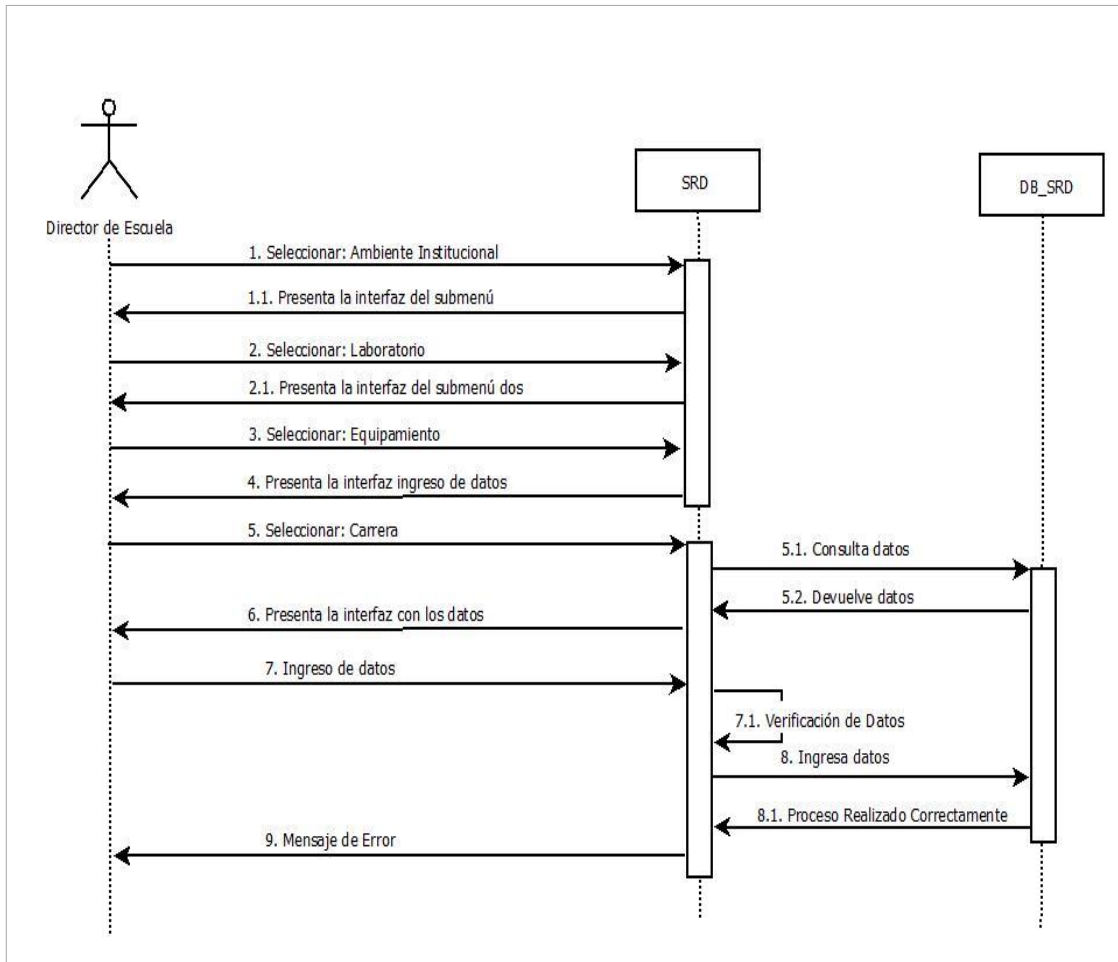 SRD
DB_SRD
Director de Escuela
1. Seleccionar: Ambiente Institucional
1.1. Presenta la interfaz del submenú
2. Seleccionar: Laboratorio
2.1. Presenta la interfaz del submenú dos
3. Seleccionar: Equipamiento
4. Presenta la interfaz ingreso de datos
5. Seleccionar: Carrera
5.1. Consulta datos
5.2. Devuelve datos
6. Presenta la interfaz con los datos
7. Ingreso de datos
7.1. Verificación de Datos
8. Ingresa datos
8.1. Proceso Realizado Correctamente
9. Mensaje de Error